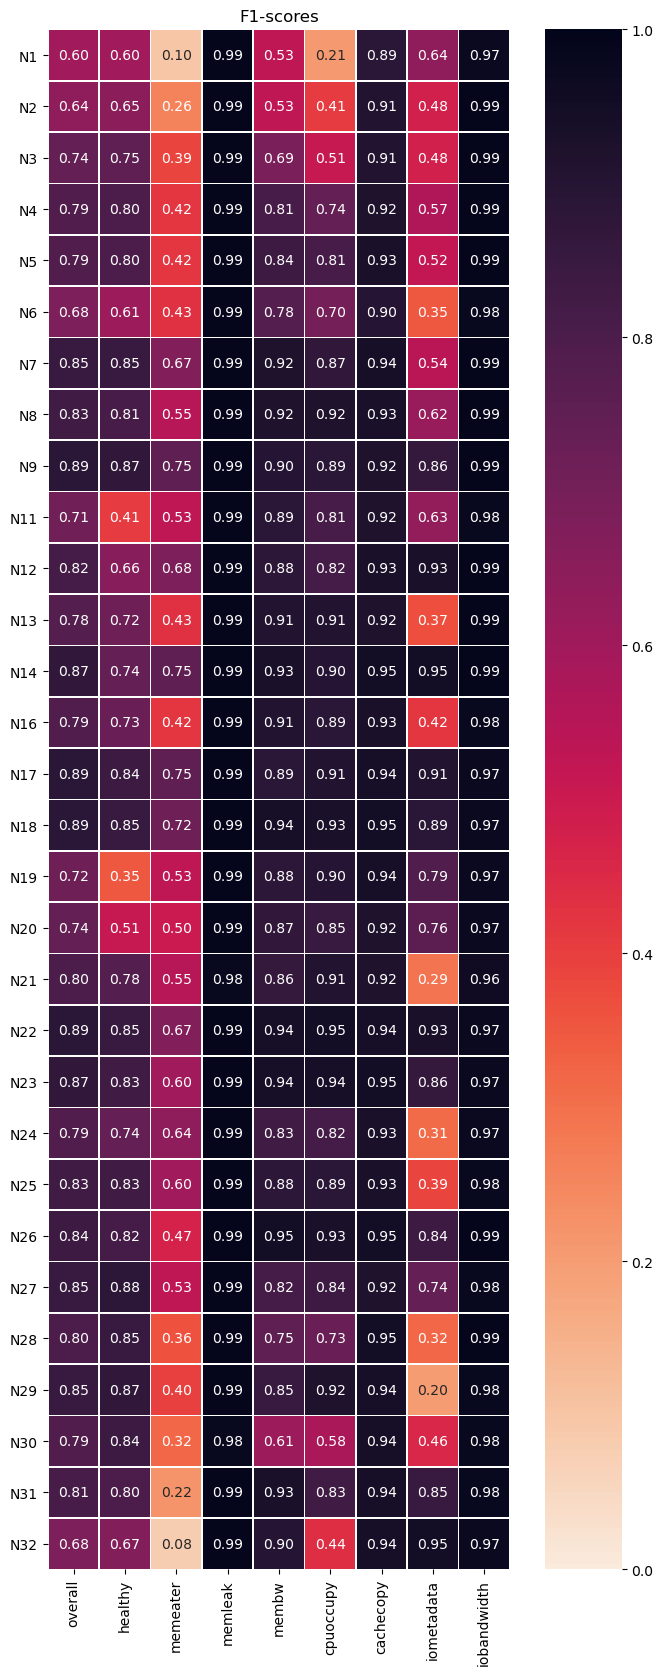 F1-scores
N1 0.60 0.60 0.10 0.99 0.53 0.21 0.89 0.64 0.97
N2 0.64 0.65 0.26 0.99 0.53 0.41 0.91 0.48 0.99
N3 0.74 0.75 0.39 0.99 0.69 0.51 0.91 0.48 0.99
N4 0.79 0.80 0.42 0.99 0.81 0.74 0.92 0.57 0.99
N5 0.79 0.80 0.42 0.99 0.84 0.81 0.93 0.52 0.99
N6 0.68 0.61 0.43 0.99 0.78 0.70 0.90 0.35 0.98
N7 0.85 0.85 0.67 0.99 0.92 0.87 0.94 0.54 0.99
N8 0.83 0.81 0.55 0.99 0.92 0.92 0.93 0.62 0.99
N9 0.89 0.87 0.75 0.99 0.90 0.89 0.92 0.86 0.99
N11 0.71 0.41 0.53 0.99 0.89 0.81 0.92 0.63 0.98
N12 0.82 0.66 0.68 0.99 0.88 0.82 0.93 0.93 0.99
N13 0.78 0.72 0.43 0.99 0.91 0.91 0.92 0.37 0.99
N14 0.87 0.74 0.75 0.99 0.93 0.90 0.95 0.95 0.99
N16 0.79 0.73 0.42 0.99 0.91 0.89 0.93 0.42 0.98
N17 0.89 0.84 0.75 0.99 0.89 0.91 0.94 0.91 0.97
N18 0.89 0.85 0.72 0.99 0.94 0.93 0.95 0.89 0.97
N19 0.72 0.35 0.53 0.99 0.88 0.90 0.94 0.79 0.97
N20 0.74 0.51 0.50 0.99 0.87 0.85 0.92 0.76 0.97
N21 0.80 0.78 0.55 0.98 0.86 0.91 0.92 0.29 0.96
N22 0.89 0.85 0.67 0.99 0.94 0.95 0.94 0.93 0.97
N23 0.87 0.83 0.60 0.99 0.94 0.94 0.95 0.86 0.97
N24 0.79 0.74 0.64 0.99 0.83 0.82 0.93 0.31 0.97
N25 0.83 0.83 0.60 0.99 0.88 0.89 0.93 0.39 0.98
N26 0.84 0.82 0.47 0.99 0.95 0.93 0.95 0.84 0.99
N27 0.85 0.88 0.53 0.99 0.82 0.84 0.92 0.74 0.98
N28 0.80 0.85 0.36 0.99 0.75 0.73 0.95 0.32 0.99
N29 0.85 0.87 0.40 0.99 0.85 0.92 0.94 0.20 0.98
N30 0.79 0.84 0.32 0.98 0.61 0.58 0.94 0.46 0.98
N31 0.81 0.80 0.22 0.99 0.93 0.83 0.94 0.85 0.98
N32 0.68 0.67 0.08 0.99 0.90 0.44 0.94 0.95 0.97
overall
healthy
memeater
memleak
membw
cpuoccupy
cachecopy
iometadata
iobandwidth
1.0
0.8
0.6
0.4
0.2
0.0